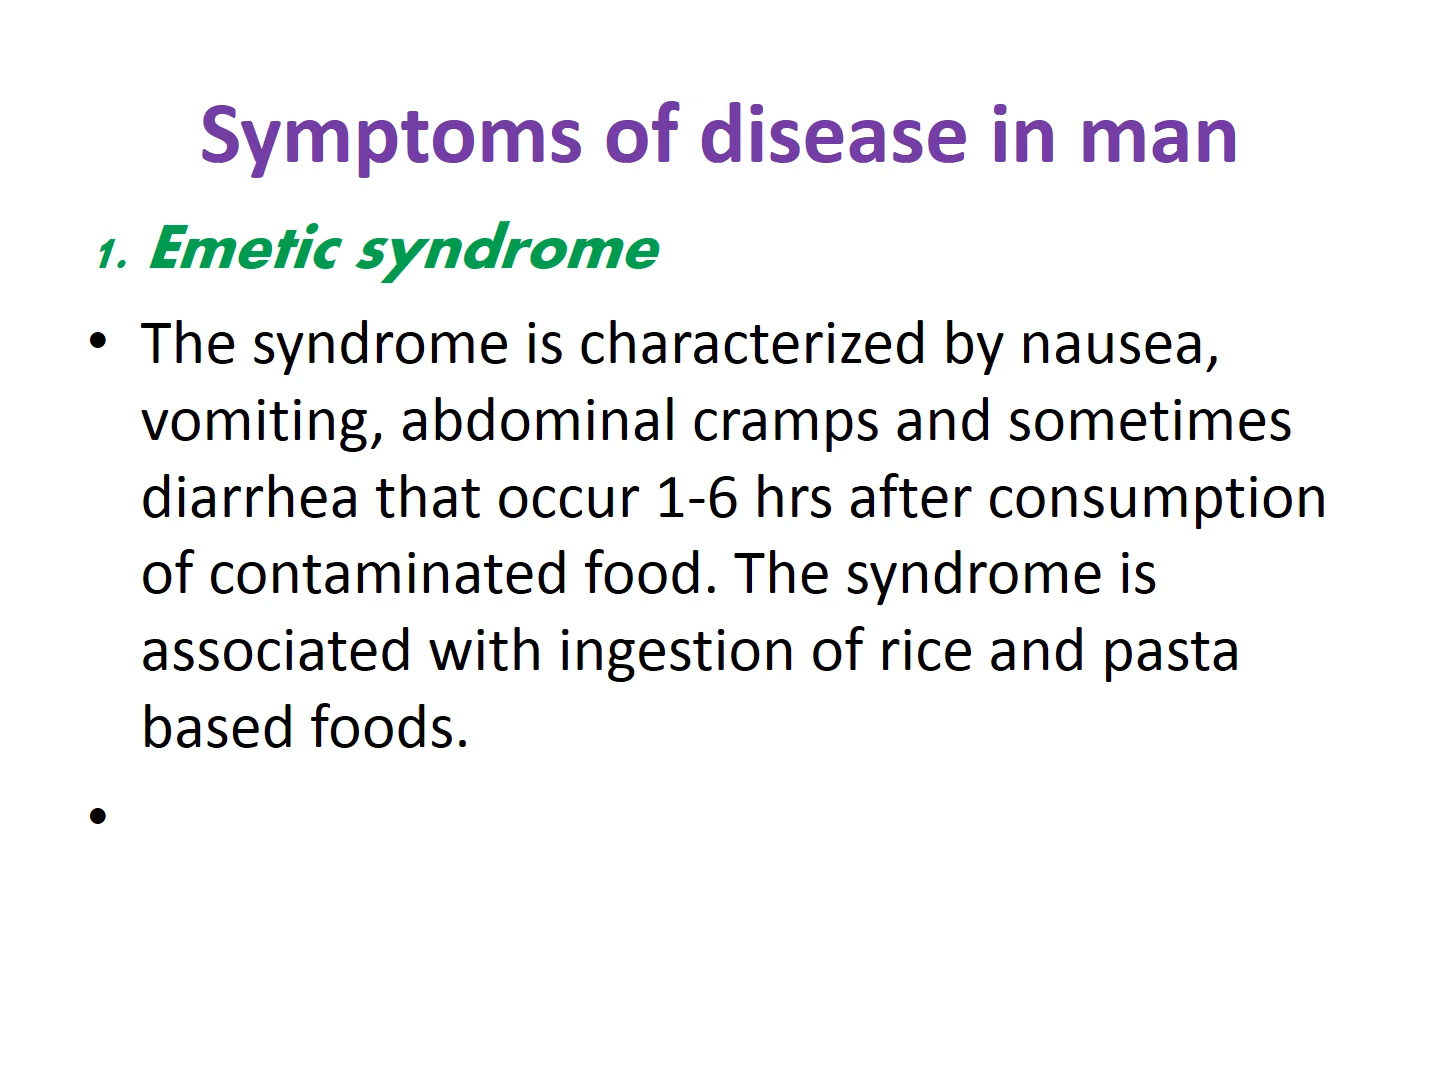 Symptoms of disease in man
1. Emetic syndrome
• The syndrome is characterized by nausea,
vomiting, abdominal cramps and sometimes
diarrhea that occur 1-6 hrs after consumption
of contaminated food. The syndrome is
associated with ingestion of rice and pasta
based foods.
•